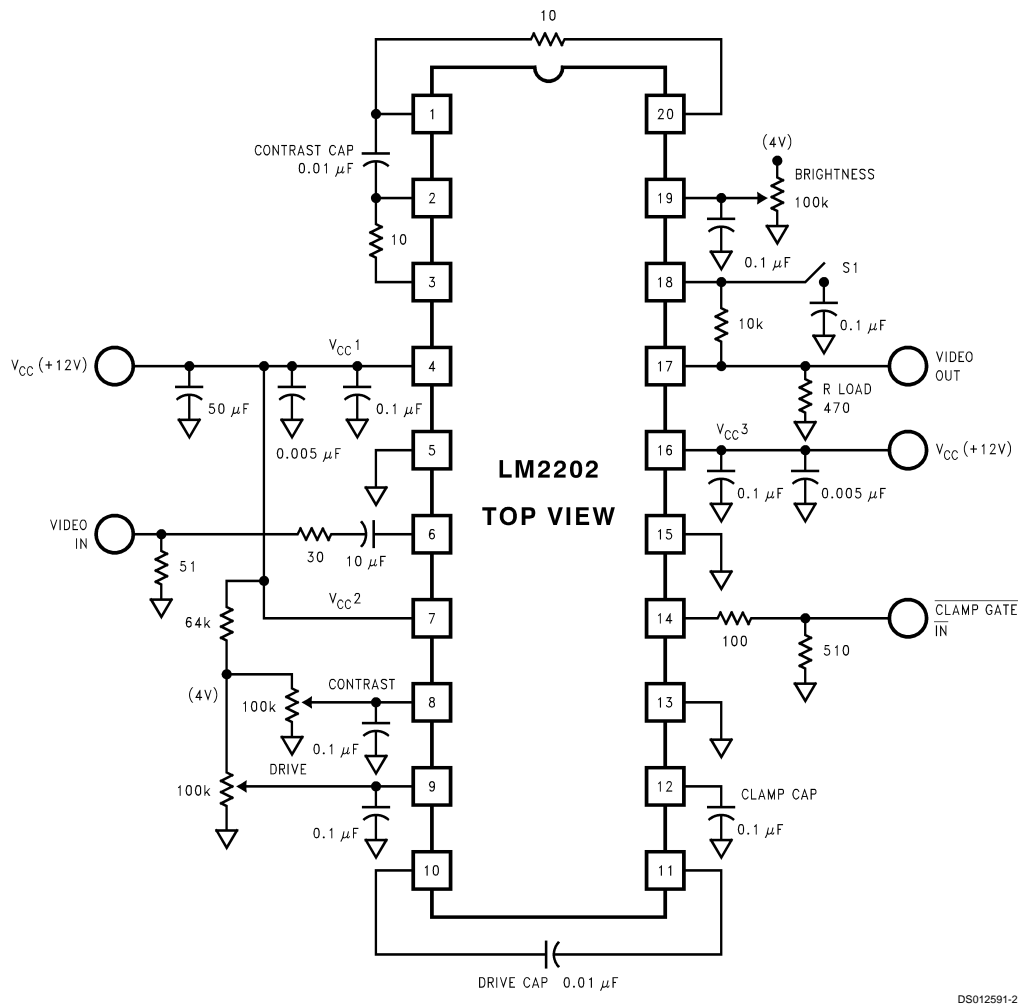 10
1
20
CONTRAST CAP
0.01 μF
(4V)
BRIGHTNESS
100k
2
19
10
0.1 μF
3
18
S1
10k
0.1 μF
VCC (+12V)
VCC1
4
17
VIDEO
OUT
50 μF
0.005 μF
0.1 μF
R LOAD
470
5
LM2202
TOP VIEW
16
VCC3
VCC (+12V)
0.1 μF
0.005 μF
VIDEO
IN
6
15
51
30
10 μF
VCC2
7
14
CLAMP GATE
IN
64k
100
510
(4V)
CONTRAST
100k
8
13
0.1 μF
DRIVE
100k
9
12
CLAMP CAP
0.1 μF
0.1 μF
10
11
DRIVE CAP 0.01 μF
DS012591-2